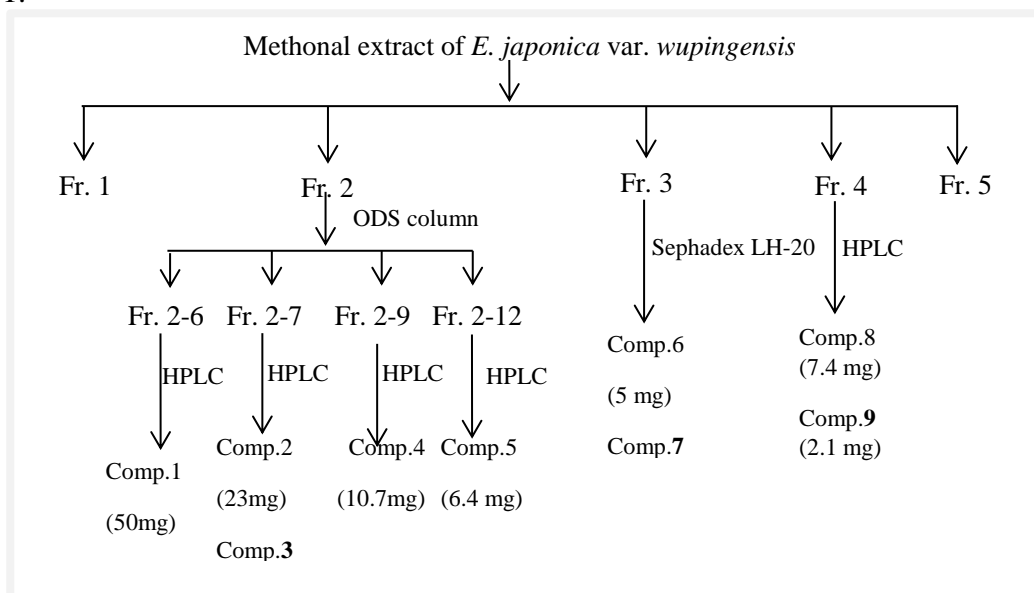 1.
Methonal extract of E. japonica var. wupingensis
Fr. 1
Fr. 2
Fr. 3
Fr. 4
Fr. 5
ODS column
Sephadex LH-20
HPLC
Fr. 2-6
Fr. 2-7
Fr. 2-9
Fr. 2-12
HPLC
HPLC
HPLC
HPLC
Comp.1
(50mg)
Comp.2
(23mg)
Comp.3
Comp.4
(10.7mg)
Comp.5
(6.4 mg)
Comp.6
(5 mg)
Comp.7
Comp.8
(7.4 mg)
Comp.9
(2.1 mg)